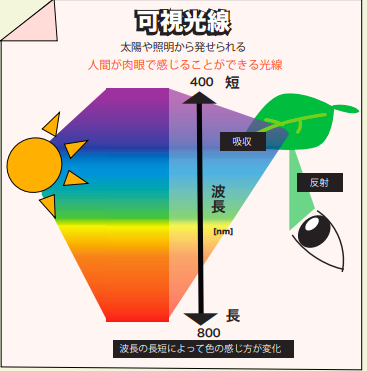 可視光線
太陽や照明から発せられる
人間が肉眼で感じることができる光線
400 短
吸収
反射
波長
[nm]
長
800
波長の長短によって色の感じ方が変化